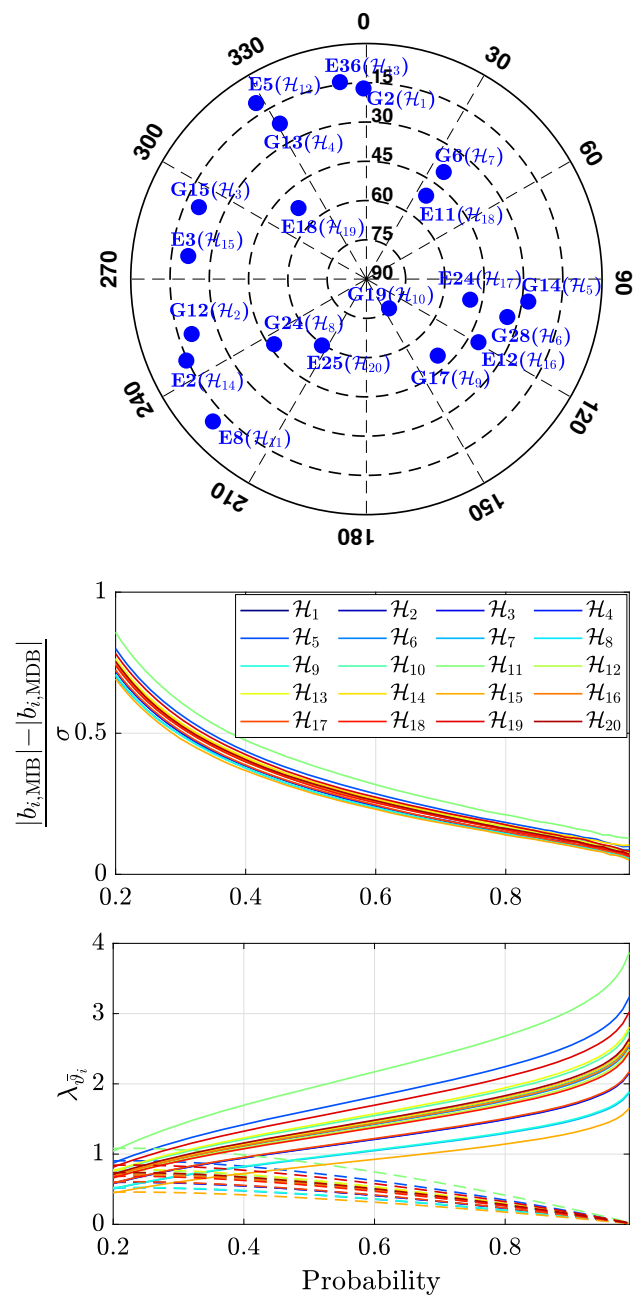 0
330
30
E36(ℋ₁₃)
15
E5(ℋ₁₂)
G2(ℋ₁)
30
G13(ℋ₄)
300
60
45
G6(ℋ₇)
G15(ℋ₃)
60
E11(ℋ₁₈)
E18(ℋ₁₉)
E3(ℋ₁₅)
75
270
90
90
E24(ℋ₁₇)
G14(ℋ₅)
G19(ℋ₁₀)
G12(ℋ₂)
G24(ℋ₈)
G28(ℋ₆)
E25(ℋ₂₀)
E12(ℋ₁₆)
E2(ℋ₁₄)
G17(ℋ₉)
240
120
E8(ℋ₁₁)
210
150
180
|b_{i,MIB}|−|b_{i,MDB}|
σ
1
0.5
0
ℋ₁ ℋ₂ ℋ₃ ℋ₄
ℋ₅ ℋ₆ ℋ₇ ℋ₈
ℋ₉ ℋ₁₀ ℋ₁₁ ℋ₁₂
ℋ₁₃ ℋ₁₄ ℋ₁₅ ℋ₁₆
ℋ₁₇ ℋ₁₈ ℋ₁₉ ℋ₂₀
0.2 0.4 0.6 0.8
λ_{ϑ̄ᵢ}
4
3
2
1
0
0.2 0.4 0.6 0.8
Probability